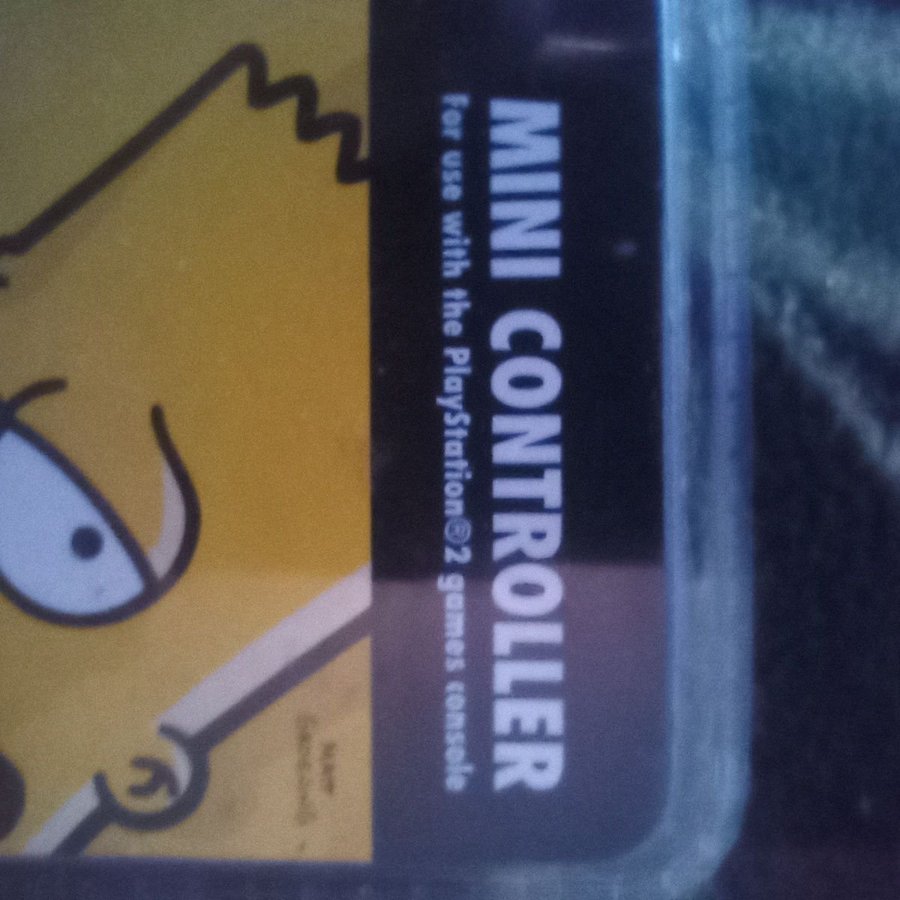 MINI CONTROLLER
For use with the PlayStation®2 games console